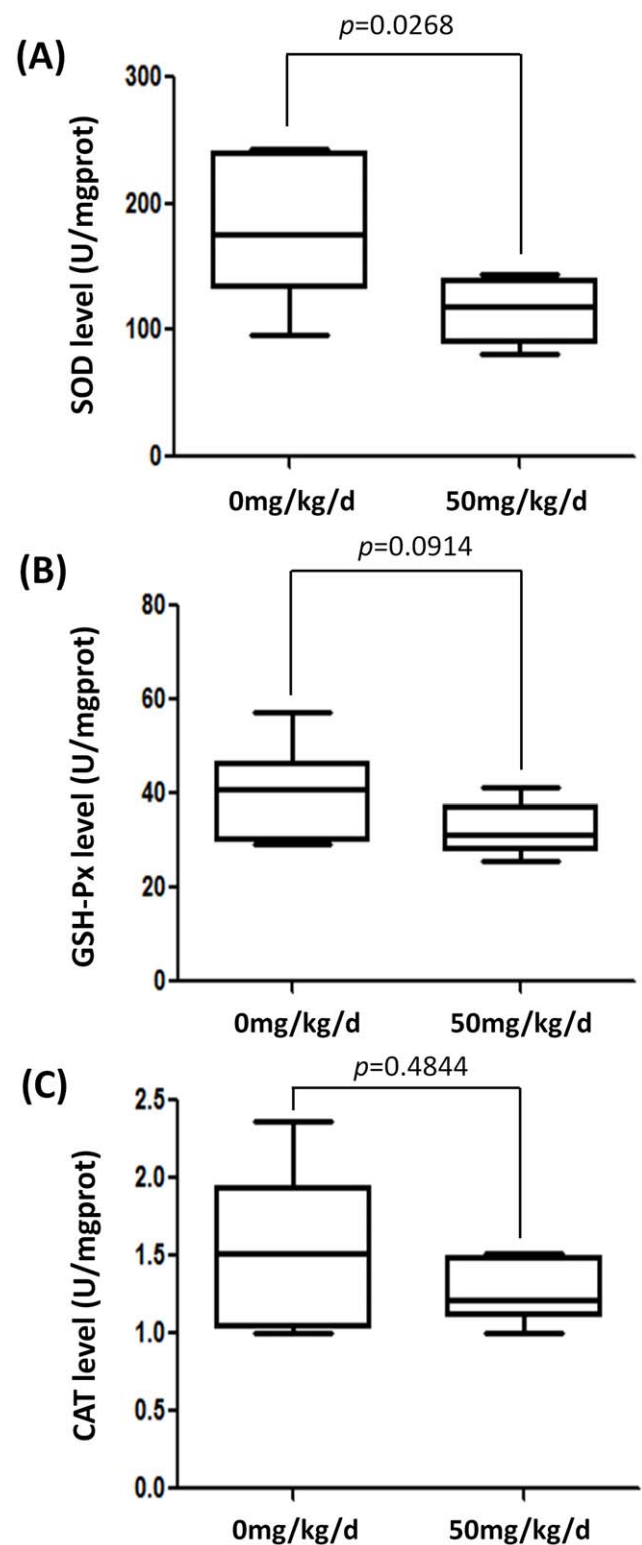 (A)
p=0.0268
SOD level (U/mgprot)
300
200
100
0
0mg/kg/d 50mg/kg/d
(B)
p=0.0914
GSH-Px level (U/mgprot)
80
60
40
20
0
0mg/kg/d 50mg/kg/d
(C)
p=0.4844
CAT level (U/mgprot)
2.5
2.0
1.5
1.0
0.5
0.0
0mg/kg/d 50mg/kg/d